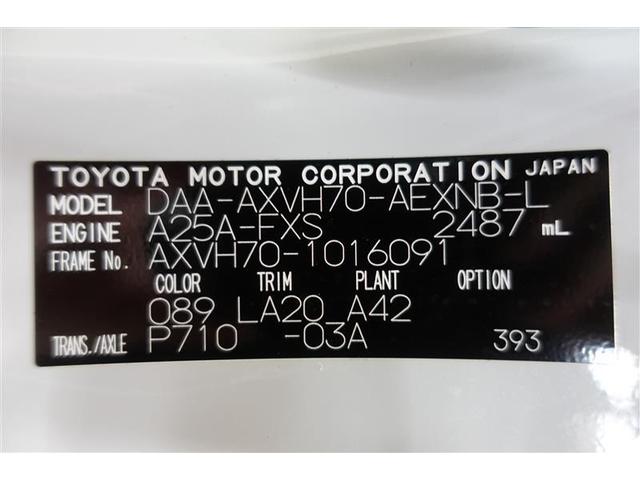 TOYOTA MOTOR CORPORATION JAPAN
MODEL DAA-AXVH70-AEXNB-L
ENGINE A25A-FXS 2487 mL
FRAME No. AXVH70-1016091
COLOR TRIM PLANT OPTION
089 LA20 A42
TRANS./AXLE P710 -03A 393